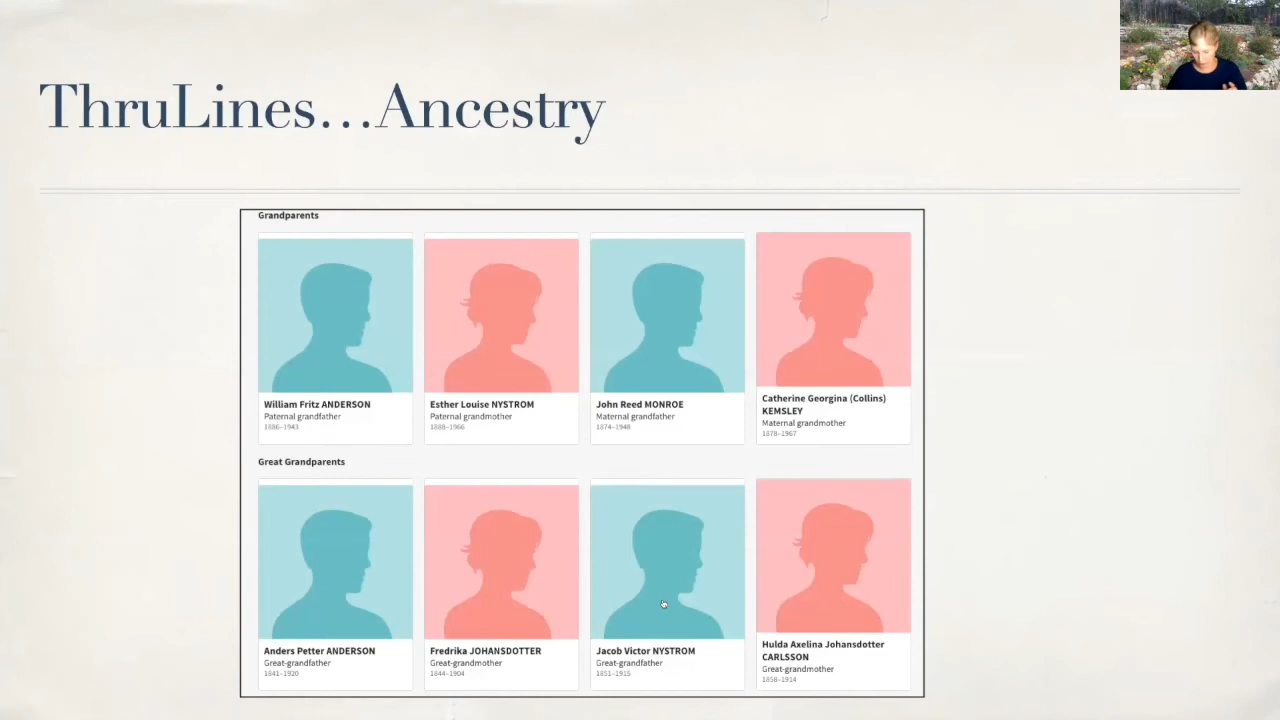 ThruLines...Ancestry
Grandparents
William Fritz ANDERSON
Paternal grandfather
1886–1943
Esther Louise NYSTROM
Paternal grandmother
1888–1966
John Reed MONROE
Maternal grandfather
1874–1948
Catherine Georgina (Collins)
KEMSLEY
Maternal grandmother
1878–1967
Great Grandparents
Anders Petter ANDERSON
Great-grandfather
1841–1920
Fredrika JOHANSDOTTER
Great-grandmother
1844–1904
Jacob Victor NYSTROM
Great-grandfather
1851–1915
Hulda Axelina Johansdotter
CARLSSON
Great-grandmother
1858–1914